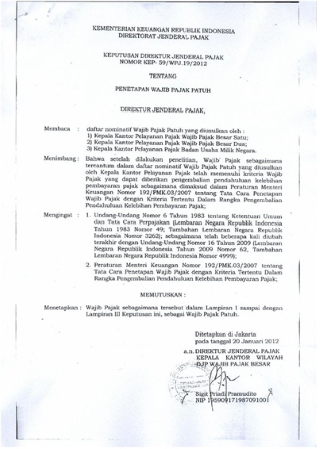 KEMENTERIAN KEUANGAN REPUBLIK INDONESIA
DIREKTORAT JENDERAL PAJAK
KEPUTUSAN DIREKTUR JENDERAL PAJAK
NOMOR KEP- 59/WPJ.19/2012
TENTANG
PENETAPAN WAJIB PAJAK PATUH
DIREKTUR JENDERAL PAJAK,
Membaca : daftar nominatif Wajib Pajak Patuh yang diusulkan oleh :
1) Kepala Kantor Pelayanan Pajak Wajib Pajak Besar Satu;
2) Kepala Kantor Pelayanan Pajak Wajib Pajak Besar Dua;
3) Kepala Kantor Pelayanan Pajak Badan Usaha Milik Negara.
Menimbang : Bahwa setelah dilakukan penelitian, Wajib Pajak sebagaimana
tercantum dalam daftar nominatif Wajib Pajak Patuh yang diusulkan
oleh Kepala Kantor Pelayanan Pajak telah memenuhi kriteria Wajib
Pajak yang dapat diberikan pengembalian pendahuluan kelebihan
pembayaran pajak sebagaimana dimaksud dalam Peraturan Menteri
Keuangan Nomor 192/PMK.03/2007 tentang Tata Cara Penetapan
Wajib Pajak dengan Kriteria Tertentu Dalam Rangka Pengembalian
Pendahuluan Kelebihan Pembayaran Pajak;
Mengingat : 1. Undang-Undang Nomor 6 Tahun 1983 tentang Ketentuan Umum
dan Tata Cara Perpajakan (Lembaran Negara Republik Indonesia
Tahun 1983 Nomor 49; Tambahan Lembaran Negara Republik
Indonesia Nomor 3262); sebagaimana telah beberapa kali diubah
terakhir dengan Undang-Undang Nomor 16 Tahun 2009 (Lembaran
Negara Republik Indonesia Tahun 2009 Nomor 62, Tambahan
Lembaran Negara Republik Indonesia Nomor 4999);
2. Peraturan Menteri Keuangan Nomor 192/PMK.03/2007 tentang
Tata Cara Penetapan Wajib Pajak dengan Kriteria Tertentu Dalam
Rangka Pengembalian Pendahuluan Kelebihan Pembayaran Pajak;
MEMUTUSKAN :
Menetapkan : Wajib Pajak sebagaimana tersebut dalam Lampiran I sampai dengan
Lampiran III Keputusan ini, sebagai Wajib Pajak Patuh.
Ditetapkan di Jakarta
pada tanggal 20 Januari 2012
a.n. DIREKTUR JENDERAL PAJAK
KEPALA KANTOR WILAYAH
DJP WAJIB PAJAK BESAR
Sigit Priadi Pramudito
NIP 195909171987091001